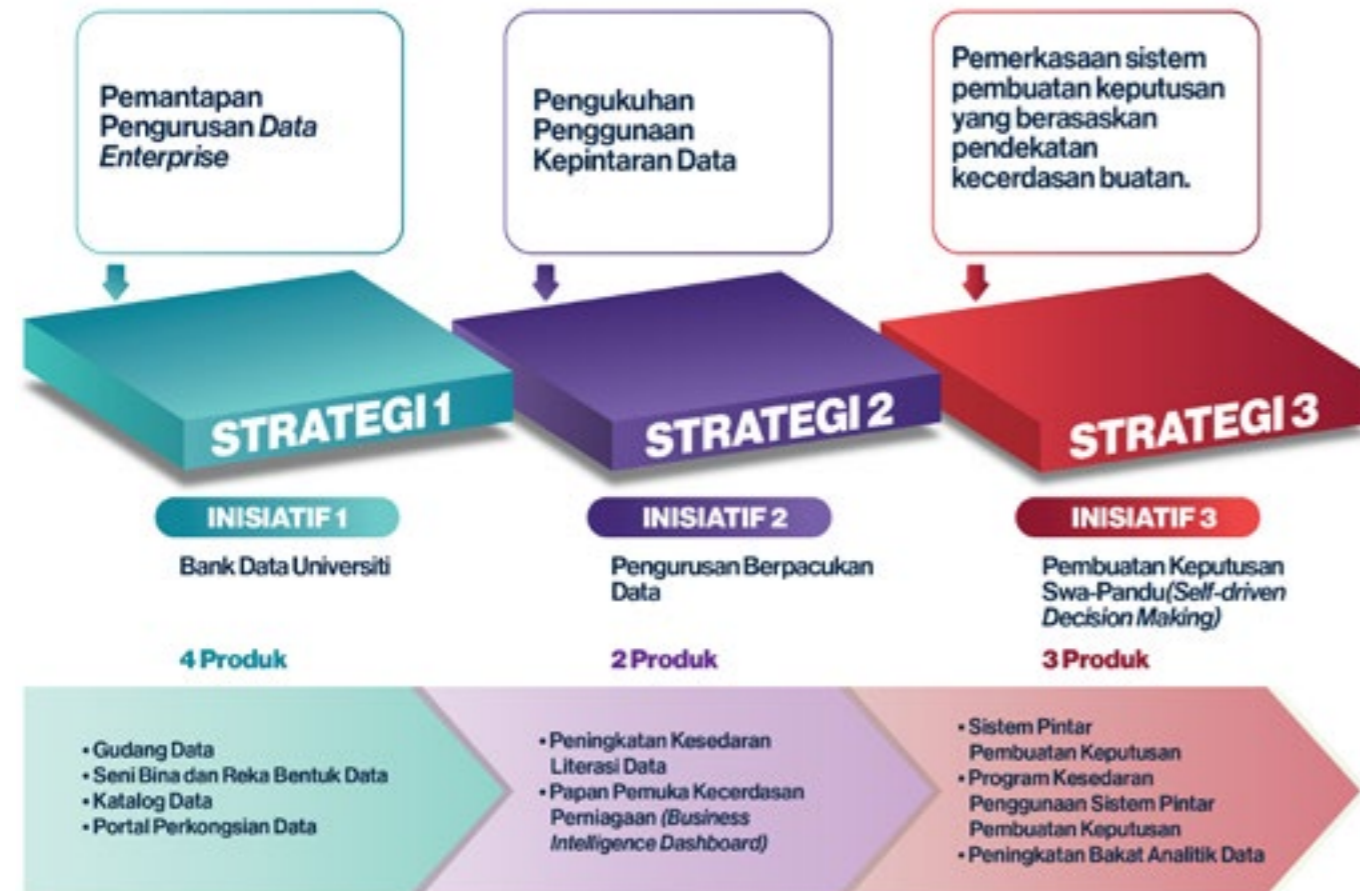 Pemantapan
Pengurusan Data
Enterprise
Pengukuhan
Penggunaan
Kepintaran Data
Pemerkasaan sistem
pembuatan keputusan
yang berasaskan
pendekatan
kecerdasan buatan.
STRATEGI 1
STRATEGI 2
STRATEGI 3
INISIATIF 1
Bank Data Universiti
4 Produk
INISIATIF 2
Pengurusan Berpacukan
Data
2 Produk
INISIATIF 3
Pembuatan Keputusan
Swa-Pandu(Self-driven
Decision Making)
3 Produk
• Gudang Data
• Seni Bina dan Reka Bentuk Data
• Katalog Data
• Portal Perkongsian Data
• Peningkatan Kesedaran
Literasi Data
• Papan Pemuka Kecerdasan
Perniagaan (Business
Intelligence Dashboard)
• Sistem Pintar
Pembuatan Keputusan
• Program Kesedaran
Penggunaan Sistem Pintar
Pembuatan Keputusan
• Peningkatan Bakat Analitik Data